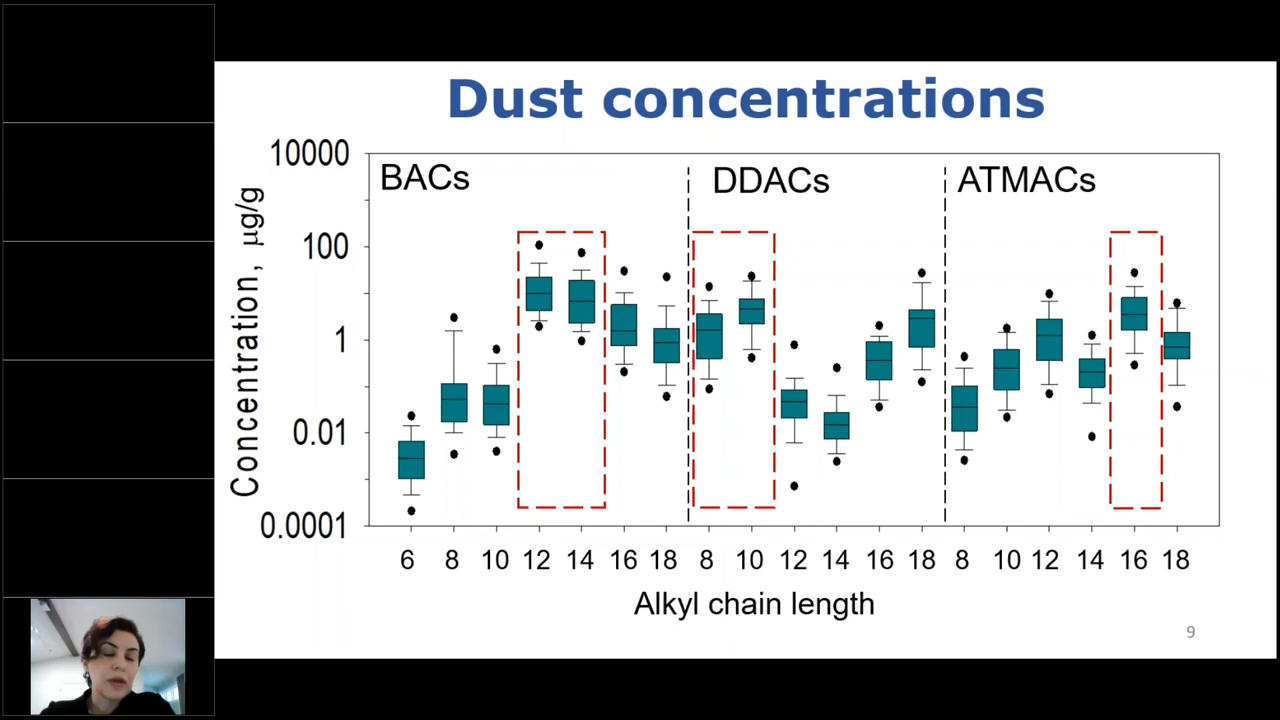 Dust concentrations
10000
100
1
0.01
0.0001
Concentration, µg/g
BACs
DDACs
ATMACs
6 8 10 12 14 16 18 8 10 12 14 16 18 8 10 12 14 16 18
Alkyl chain length
9